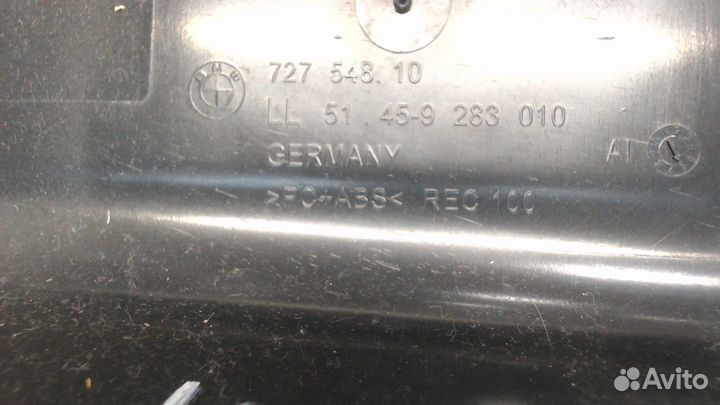 BMW 727 548.10
LL 51.45-9 283 010
GERMANY AI
>PC+ABS< REC 100
Avito